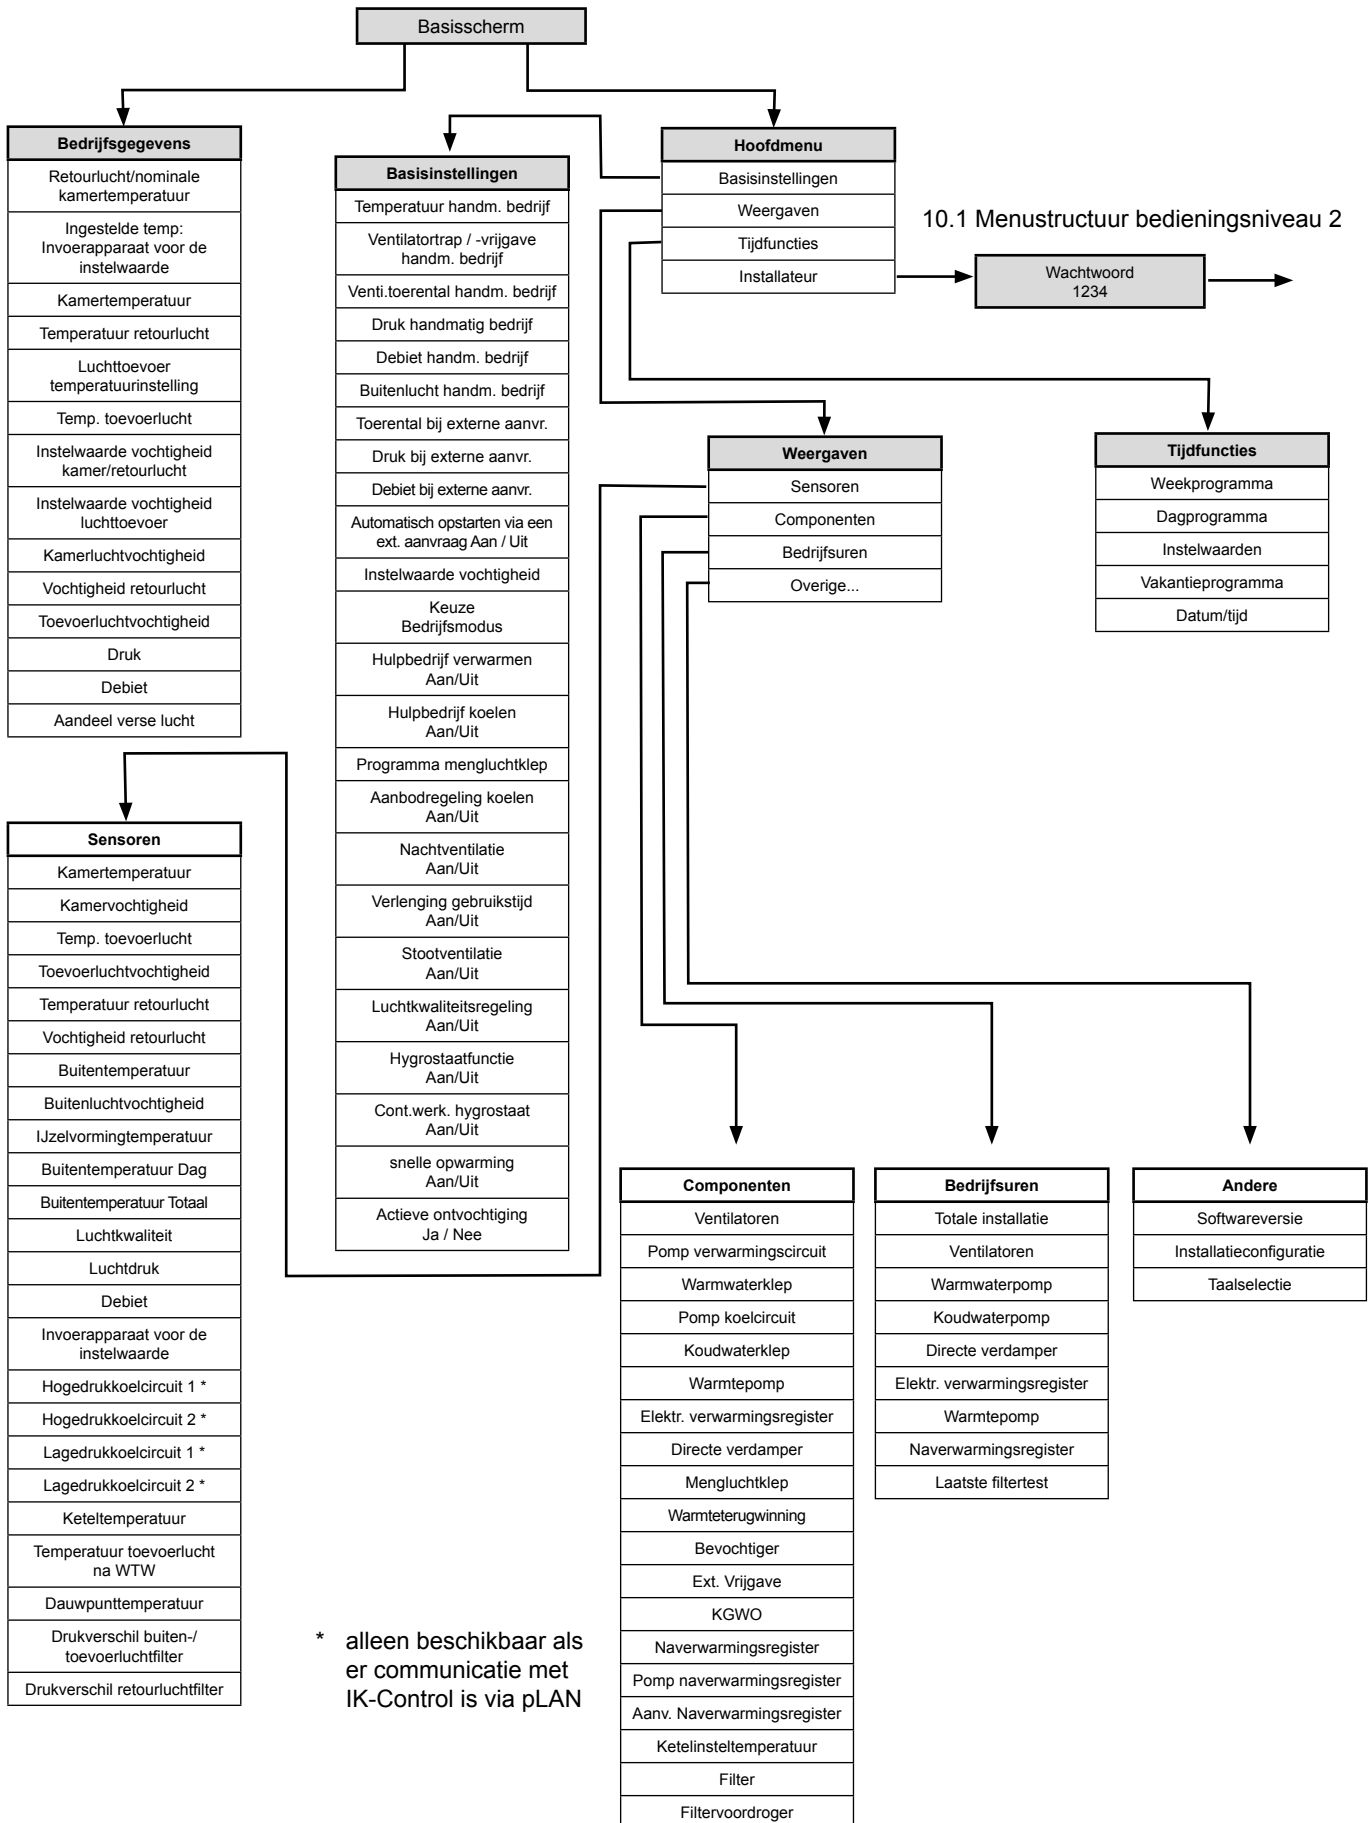 Basisscherm
Bedrijfsgegevens
Retourlucht/nominale
kamertemperatuur
Ingestelde temp:
Invoerapparaat voor de
instelwaarde
Kamertemperatuur
Temperatuur retourlucht
Luchttoevoer
temperatuurinstelling
Temp. toevoerlucht
Instelwaarde vochtigheid
kamer/retourlucht
Instelwaarde vochtigheid
luchttoevoer
Kamerluchtvochtigheid
Vochtigheid retourlucht
Toevoerluchtvochtigheid
Druk
Debiet
Aandeel verse lucht
Basisinstellingen
Temperatuur handm. bedrijf
Ventilatortrap / -vrijgave
handm. bedrijf
Venti.toerental handm. bedrijf
Druk handmatig bedrijf
Debiet handm. bedrijf
Buitenlucht handm. bedrijf
Toerental bij externe aanvr.
Druk bij externe aanvr.
Debiet bij externe aanvr.
Automatisch opstarten via een
ext. aanvraag Aan / Uit
Instelwaarde vochtigheid
Keuze
Bedrijfsmodus
Hulpbedrijf verwarmen
Aan/Uit
Hulpbedrijf koelen
Aan/Uit
Programma mengluchtklep
Aanbodregeling koelen
Aan/Uit
Nachtventilatie
Aan/Uit
Verlenging gebruikstijd
Aan/Uit
Stootventilatie
Aan/Uit
Luchtkwaliteitsregeling
Aan/Uit
Hygrostaatfunctie
Aan/Uit
Cont.werk. hygrostaat
Aan/Uit
snelle opwarming
Aan/Uit
Actieve ontvochtiging
Ja / Nee
Hoofdmenu
Basisinstellingen
Weergaven
Tijdfuncties
Installateur
10.1 Menustructuur bedieningsniveau 2
Wachtwoord
1234
Weergaven
Sensoren
Componenten
Bedrijfsuren
Overige...
Tijdfuncties
Weekprogramma
Dagprogramma
Instelwaarden
Vakantieprogramma
Datum/tijd
Sensoren
Kamertemperatuur
Kamervochtigheid
Temp. toevoerlucht
Toevoerluchtvochtigheid
Temperatuur retourlucht
Vochtigheid retourlucht
Buitentemperatuur
Buitenluchtvochtigheid
IJzelvormingtemperatuur
Buitentemperatuur Dag
Buitentemperatuur Totaal
Luchtkwaliteit
Luchtdruk
Debiet
Invoerapparaat voor de
instelwaarde
Hogedrukkoelcircuit 1 *
Hogedrukkoelcircuit 2 *
Lagedrukkoelcircuit 1 *
Lagedrukkoelcircuit 2 *
Keteltemperatuur
Temperatuur toevoerlucht
na WTW
Dauwpunttemperatuur
Drukverschil buiten-/
toevoerluchtfilter
Drukverschil retourluchtfilter
* alleen beschikbaar als
er communicatie met
IK-Control is via pLAN
Componenten
Ventilatoren
Pomp verwarmingscircuit
Warmwaterklep
Pomp koelcircuit
Koudwaterklep
Warmtepomp
Elektr. verwarmingsregister
Directe verdamper
Mengluchtklep
Warmteterugwinning
Bevochtiger
Ext. Vrijgave
KGWO
Naverwarmingsregister
Pomp naverwarmingsregister
Aanv. Naverwarmingsregister
Ketelinsteltemperatuur
Filter
Filtervoordroger
Bedrijfsuren
Totale installatie
Ventilatoren
Warmwaterpomp
Koudwaterpomp
Directe verdamper
Elektr. verwarmingsregister
Warmtepomp
Naverwarmingsregister
Laatste filtertest
Andere
Softwareversie
Installatieconfiguratie
Taalselectie